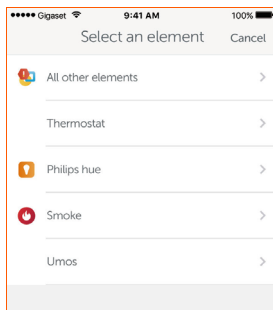 Gigaset 9:41 AM 100%
Select an element Cancel
All other elements
Thermostat
Philips hue
Smoke
Umos